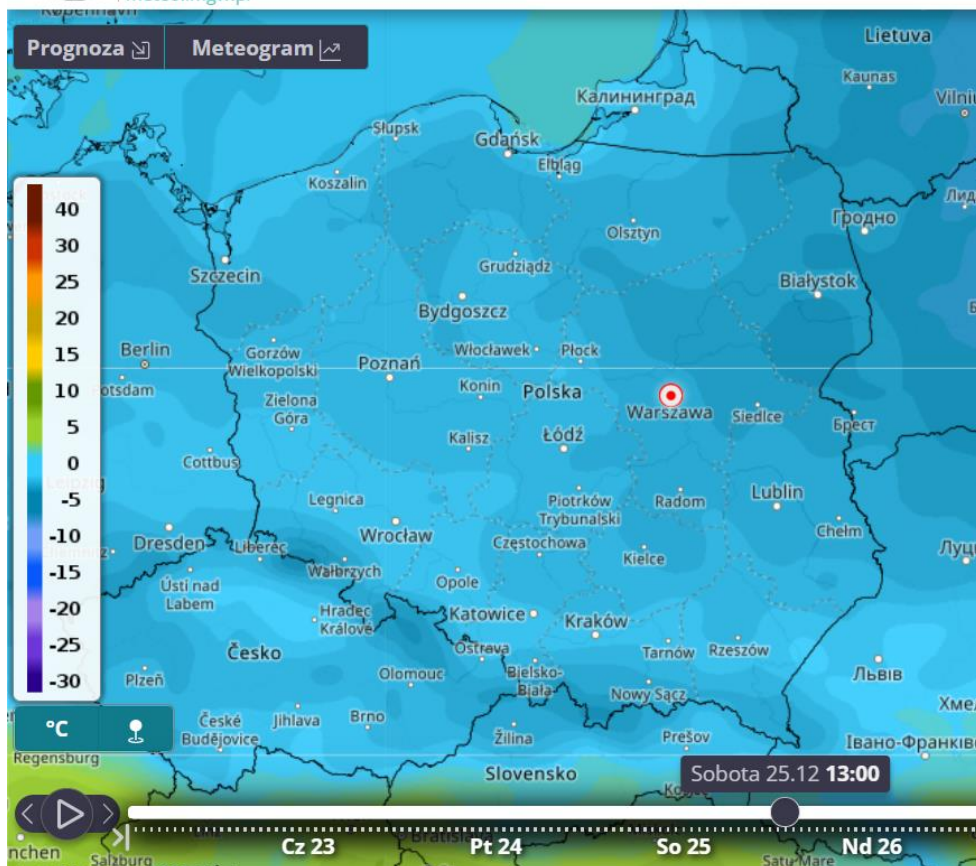 København
Prognoza
Meteogram
Lietuva
Kaunas
Калининград
Słupsk
Gdańsk
Elbląg
Koszalin
Гродно
Olsztyn
Szczecin
Grudziądz
Białystok
Bydgoszcz
Berlin
Gorzów
Wielkopolski
Poznań
Włocławek
Płock
Potsdam
Konin
Polska
Zielona
Góra
Warszawa
Siedlce
Брест
Kalisz
Łódź
Cottbus
Leipzig
Legnica
Piotrków
Trybunalski
Radom
Lublin
Dresden
Liberec
Wrocław
Częstochowa
Chełm
Wałbrzych
Kielce
Ústí nad
Labem
Opole
Hradec
Králové
Katowice
Kraków
Česko
Ostrava
Tarnów
Rzeszów
Plzeň
Olomouc
Bielsko-
Biała
Nowy Sącz
Львів
České
Budějovice
Jihlava
Brno
Žilina
Prešov
Regensburg
Slovensko
Івано-Франків
40
30
25
20
15
10
5
0
-5
-10
-15
-20
-25
-30
°C
Sobota 25.12 13:00
Cz 23
Pt 24
So 25
Nd 26
nchen
Salzburg
Bratislava
Satu Mare